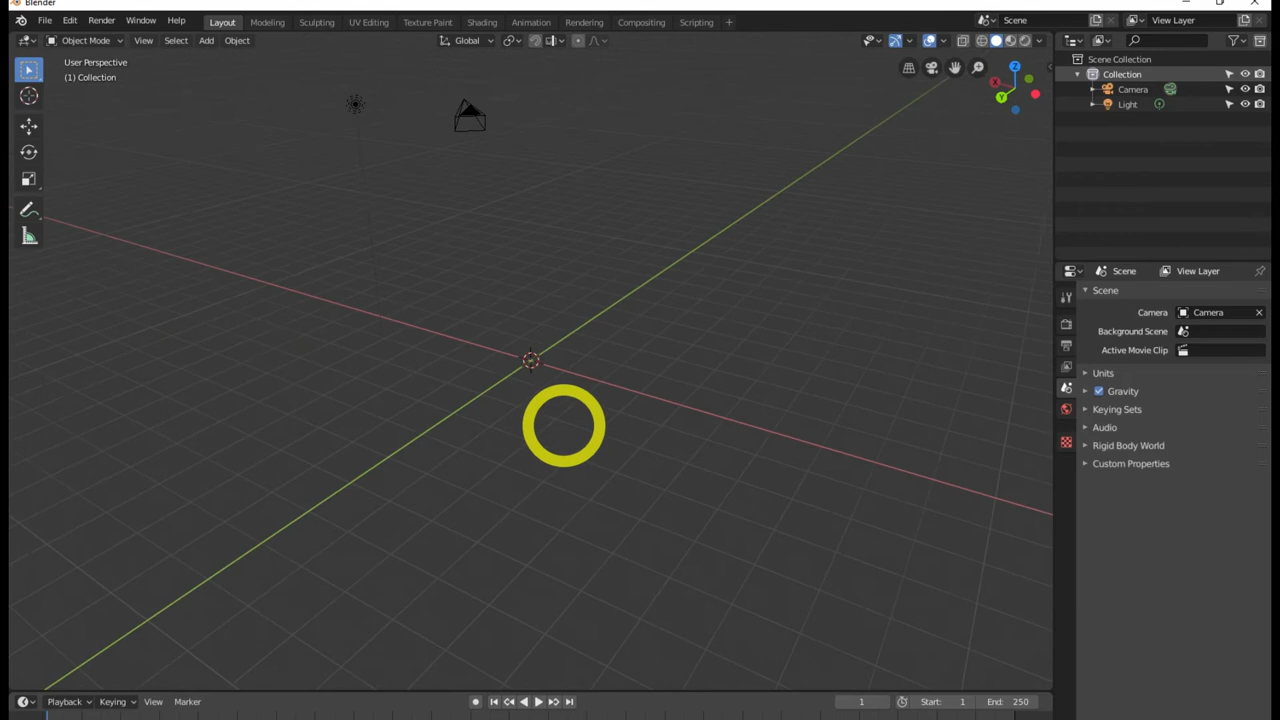 Blender
File Edit Render Window Help Layout Modeling Sculpting UV Editing Texture Paint Shading Animation Rendering Compositing Scripting + Scene View Layer
Object Mode View Select Add Object Global
User Perspective
(1) Collection
Z
X
Y
Scene Collection
Collection
Camera
Light
Scene View Layer
Scene
Camera Camera
Background Scene
Active Movie Clip
Units
Gravity
Keying Sets
Audio
Rigid Body World
Custom Properties
Playback Keying View Marker 1 Start: 1 End: 250